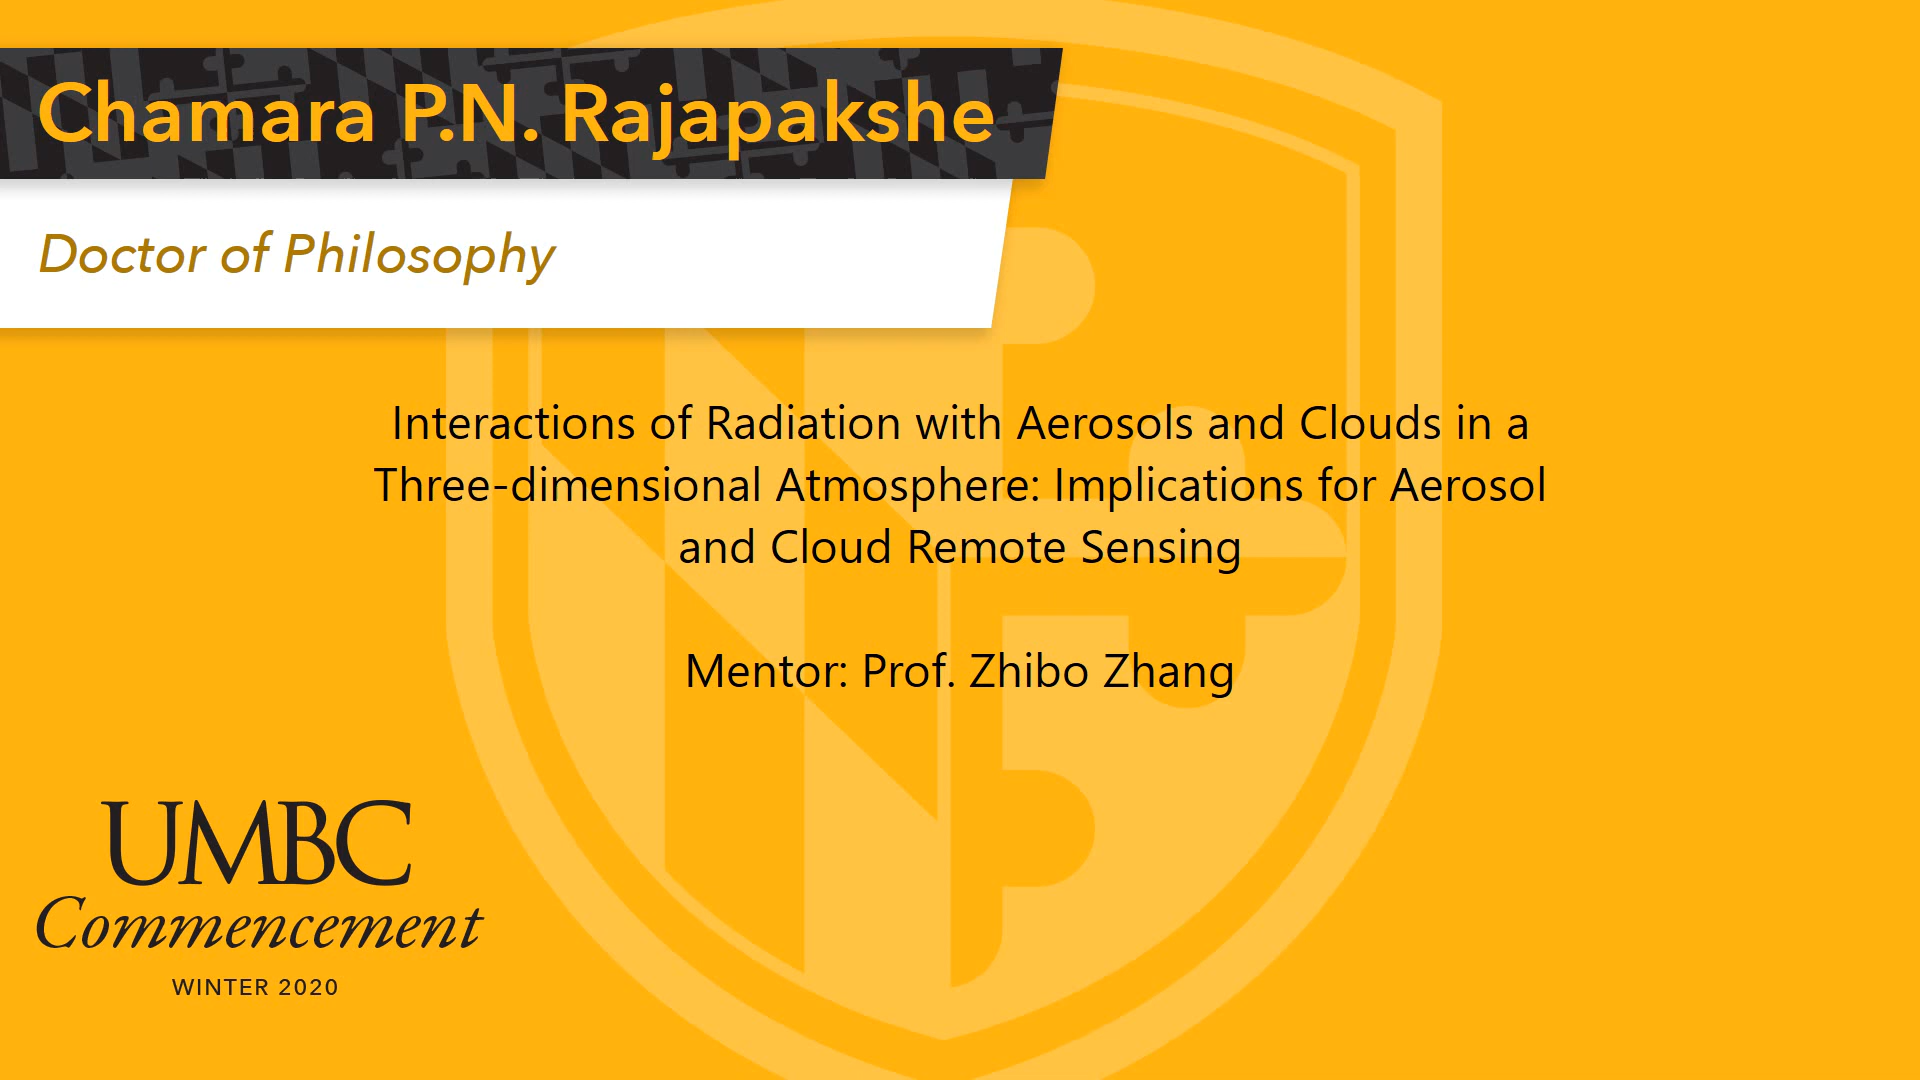 Chamara P.N. Rajapakshe
Doctor of Philosophy
Interactions of Radiation with Aerosols and Clouds in a
Three-dimensional Atmosphere: Implications for Aerosol
and Cloud Remote Sensing
Mentor: Prof. Zhibo Zhang
UMBC
Commencement
WINTER 2020